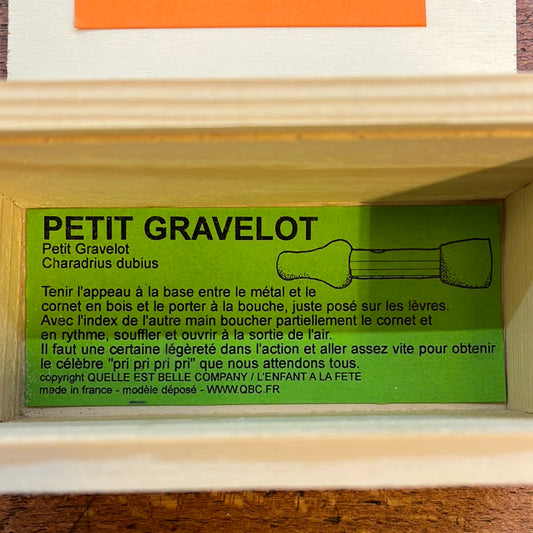 PETIT GRAVELOT
Petit Gravelot
Charadrius dubius
Tenir l'appeau à la base entre le métal et le
cornet en bois et le porter à la bouche, juste posé sur les lèvres.
Avec l'index de l'autre main boucher partiellement le cornet et
en rythme, souffler et ouvrir à la sortie de l'air.
Il faut une certaine légèreté dans l'action et aller assez vite pour obtenir
le célèbre "pri pri pri pri" que nous attendons tous.
copyright QUELLE EST BELLE COMPANY / L'ENFANT A LA FETE
made in france - modèle déposé - WWW.QBC.FR